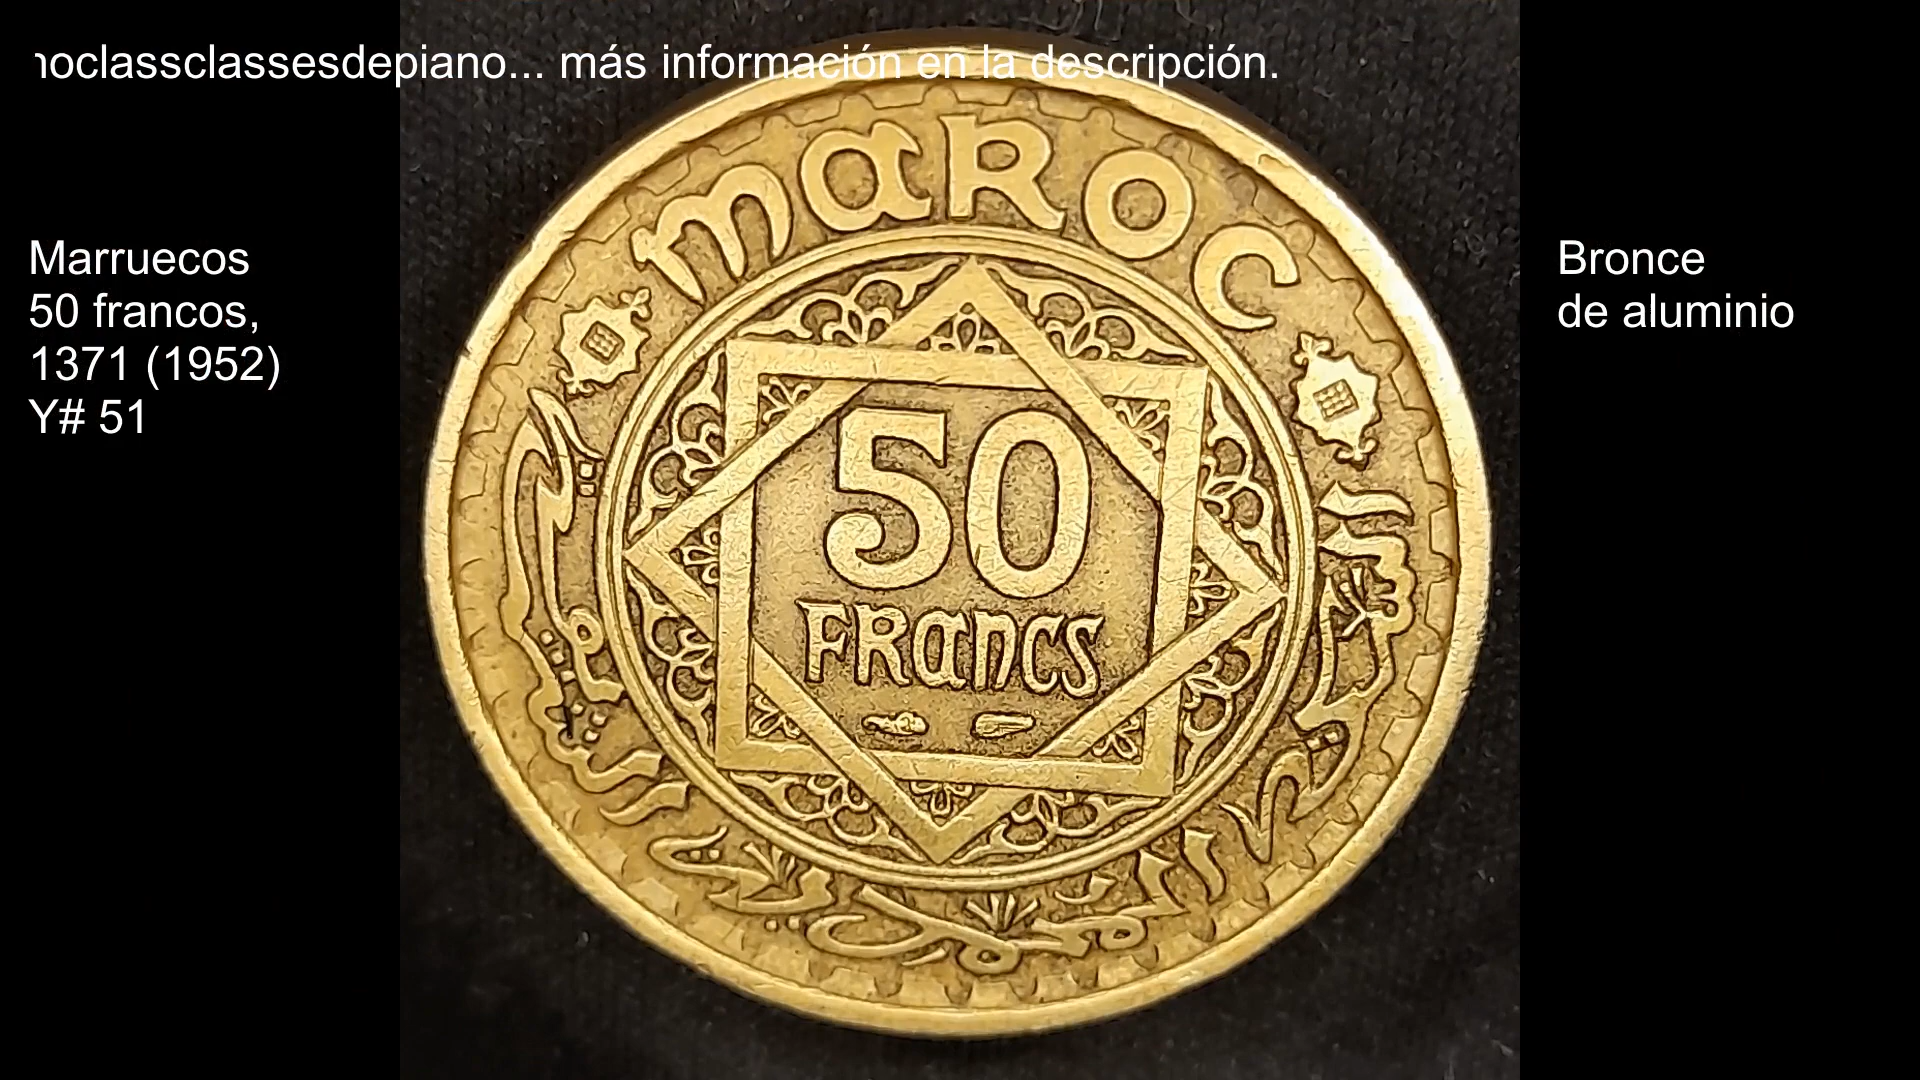 noclassclassesdepiano... más información en la descripción.
Marruecos
50 francos,
1371 (1952)
Y# 51
Bronce
de aluminio
MAROC
50
FRANCS